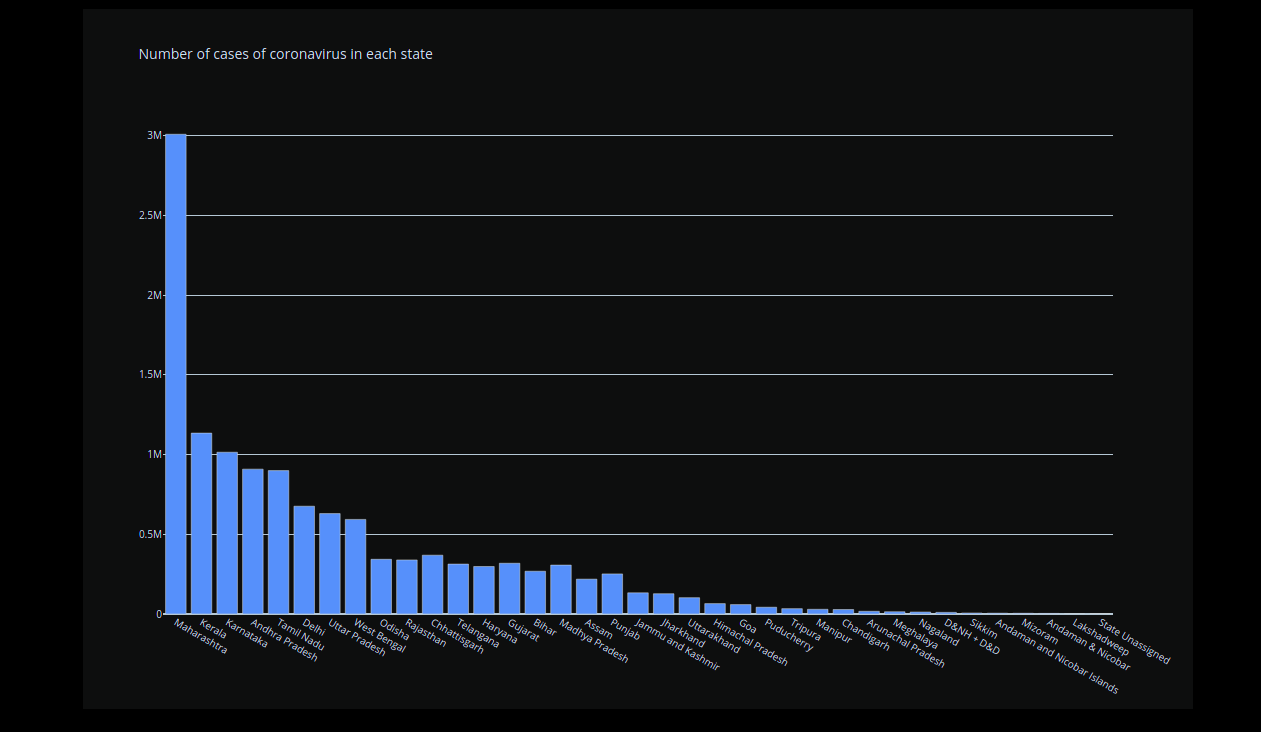 Number of cases of coronavirus in each state
3M
2.5M
2M
1.5M
1M
0.5M
0
Maharashtra
Kerala
Karnataka
Andhra Pradesh
Tamil Nadu
Delhi
Uttar Pradesh
West Bengal
Odisha
Rajasthan
Chhattisgarh
Telangana
Haryana
Gujarat
Bihar
Madhya Pradesh
Assam
Punjab
Jammu and Kashmir
Jharkhand
Uttarakhand
Himachal Pradesh
Goa
Puducherry
Tripura
Manipur
Chandigarh
Arunachal Pradesh
Meghalaya
Nagaland
D&NH + D&D
Sikkim
Andaman and Nicobar Islands
Mizoram
Andaman & Nicobar
Lakshadweep
State Unassigned